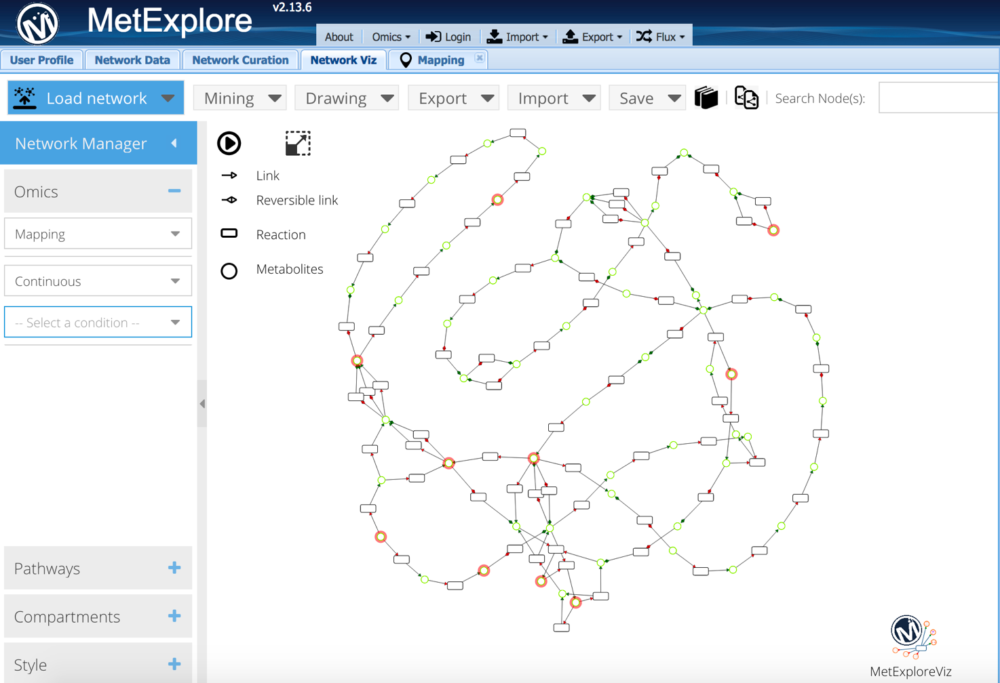 v2.13.6
MetExplore
About Omics Login Import Export Flux
User Profile Network Data Network Curation Network Viz Mapping
Load network Mining Drawing Export Import Save Search Node(s):
Network Manager
Link
Omics
Reversible link
Mapping
Reaction
Metabolites
Continuous
-- Select a condition --
Pathways
Compartments
Style
MetExploreViz